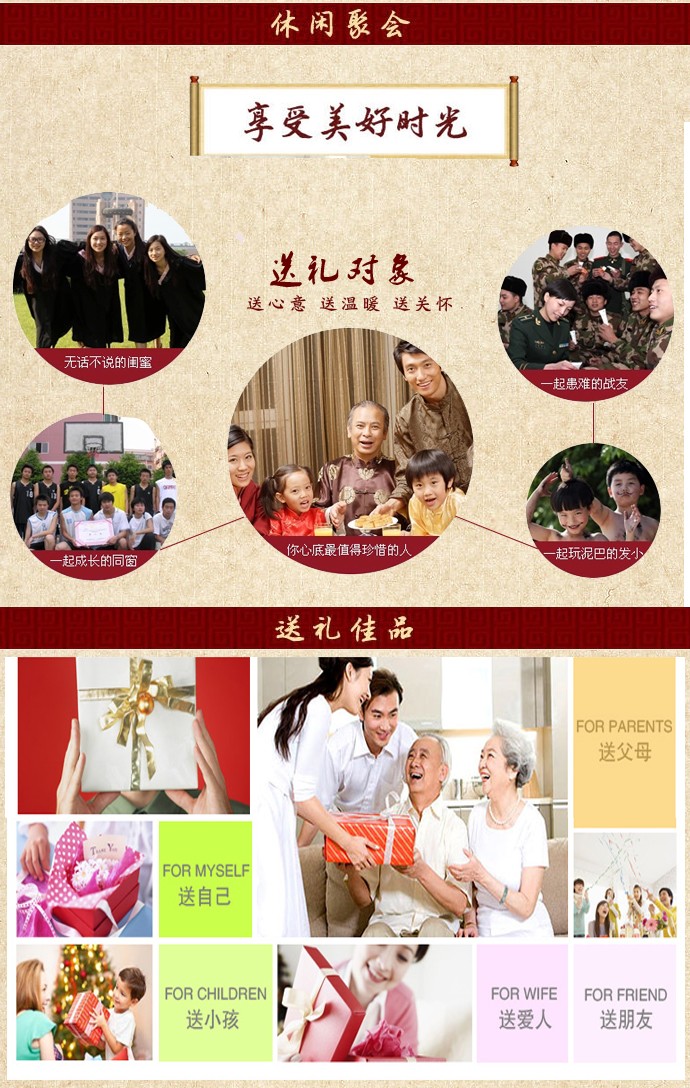 休闲聚会
享受美好时光
送礼对象
送心意 送温暖 送关怀
无话不说的闺蜜
一起患难的战友
一起成长的同窗
你心底最值得珍惜的人
一起玩泥巴的发小
送礼佳品
FOR PARENTS
送父母
FOR MYSELF
送自己
FOR CHILDREN
送小孩
FOR WIFE
送爱人
FOR FRIEND
送朋友